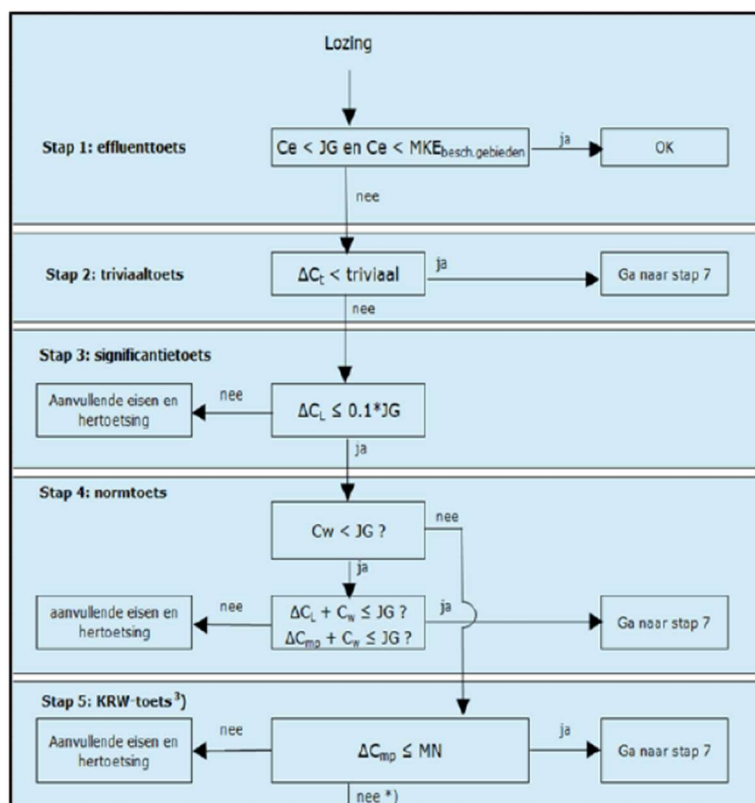 Lozing
Stap 1: effluenttoets
Ce < JG en Ce < MKE besch.gebieden
ja
OK
nee
Stap 2: triviaaltoets
ΔCt < triviaal
ja
Ga naar stap 7
nee
Stap 3: significantietoets
Aanvullende eisen en
hertoetsing
nee
ΔCL ≤ 0.1*JG
ja
Stap 4: normtoets
Cw < JG ?
nee
ja
aanvullende eisen en
hertoetsing
nee
ΔCL + Cw ≤ JG ?
ΔCmp + Cw ≤ JG ?
ja
Ga naar stap 7
Stap 5: KRW-toets³)
Aanvullende eisen en
hertoetsing
nee
ΔCmp ≤ MN
ja
Ga naar stap 7
nee *)